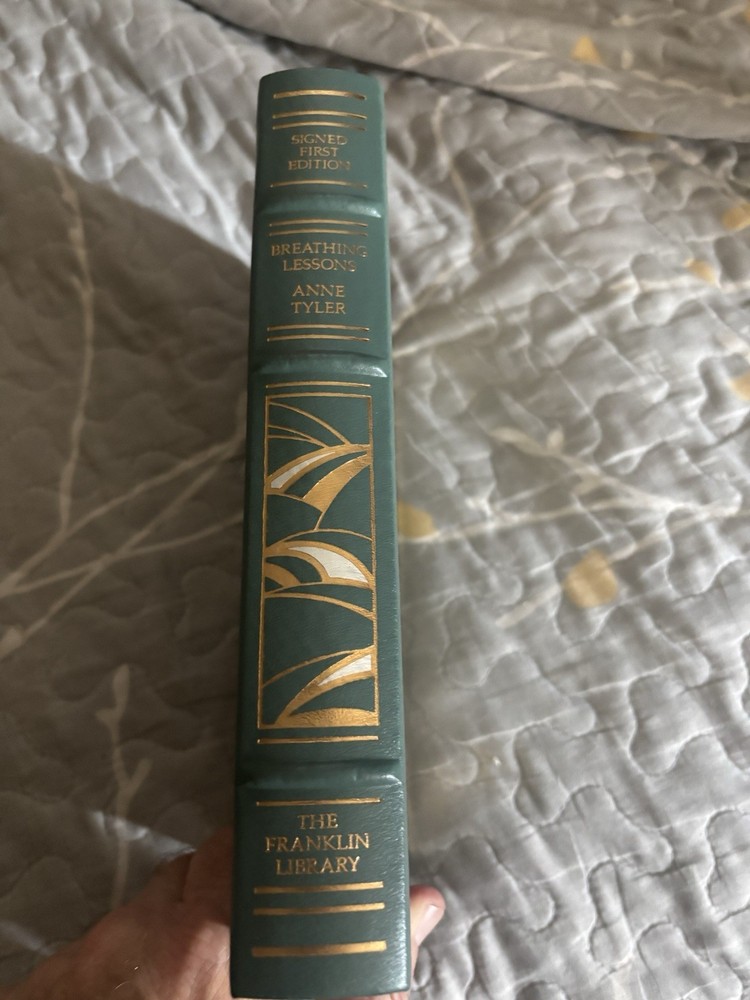 SIGNED
FIRST
EDITION
BREATHING
LESSONS
ANNE
TYLER
THE
FRANKLIN
LIBRARY